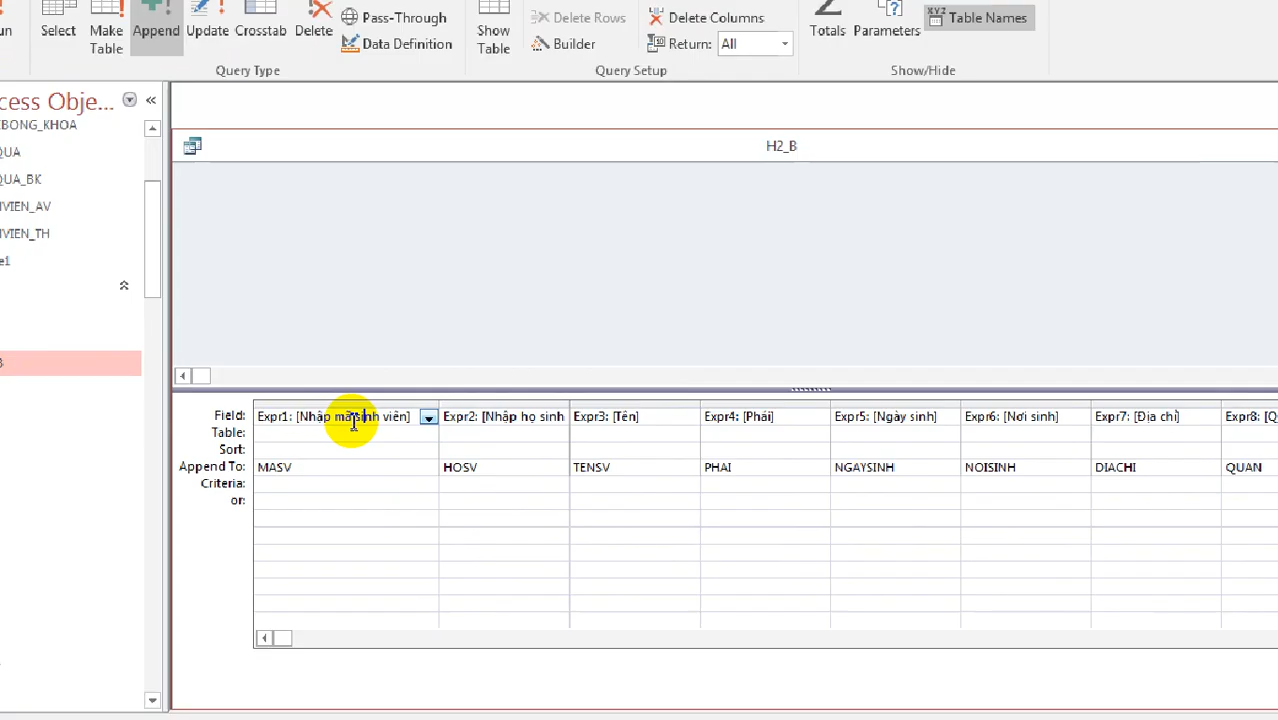 Select
Make Table
Append
Update
Crosstab
Delete
Pass-Through
Data Definition
Query Type
Show Table
Delete Rows
Builder
Delete Columns
Return: All
Query Setup
Totals
Parameters
XYZ Table Names
Show/Hide
cess Obje... «
BONG_KHOA
QUA
QUA_BK
VIEN_AV
VIEN_TH
e1
H2_B
Field: Expr1: [Nhập mã sinh viên] Expr2: [Nhập họ sinh Expr3: [Tên] Expr4: [Phái] Expr5: [Ngày sinh] Expr6: [Nơi sinh] Expr7: [Địa chỉ] Expr8: [Q
Table:
Sort:
Append To: MASV HOSV TENSV PHAI NGAYSINH NOISINH DIACHI QUAN
Criteria:
or: